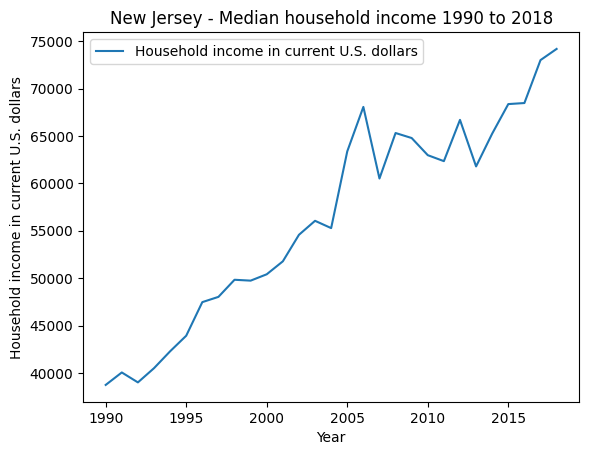 New Jersey - Median household income 1990 to 2018
Household income in current U.S. dollars
Household income in current U.S. dollars
75000
70000
65000
60000
55000
50000
45000
40000
1990 1995 2000 2005 2010 2015
Year